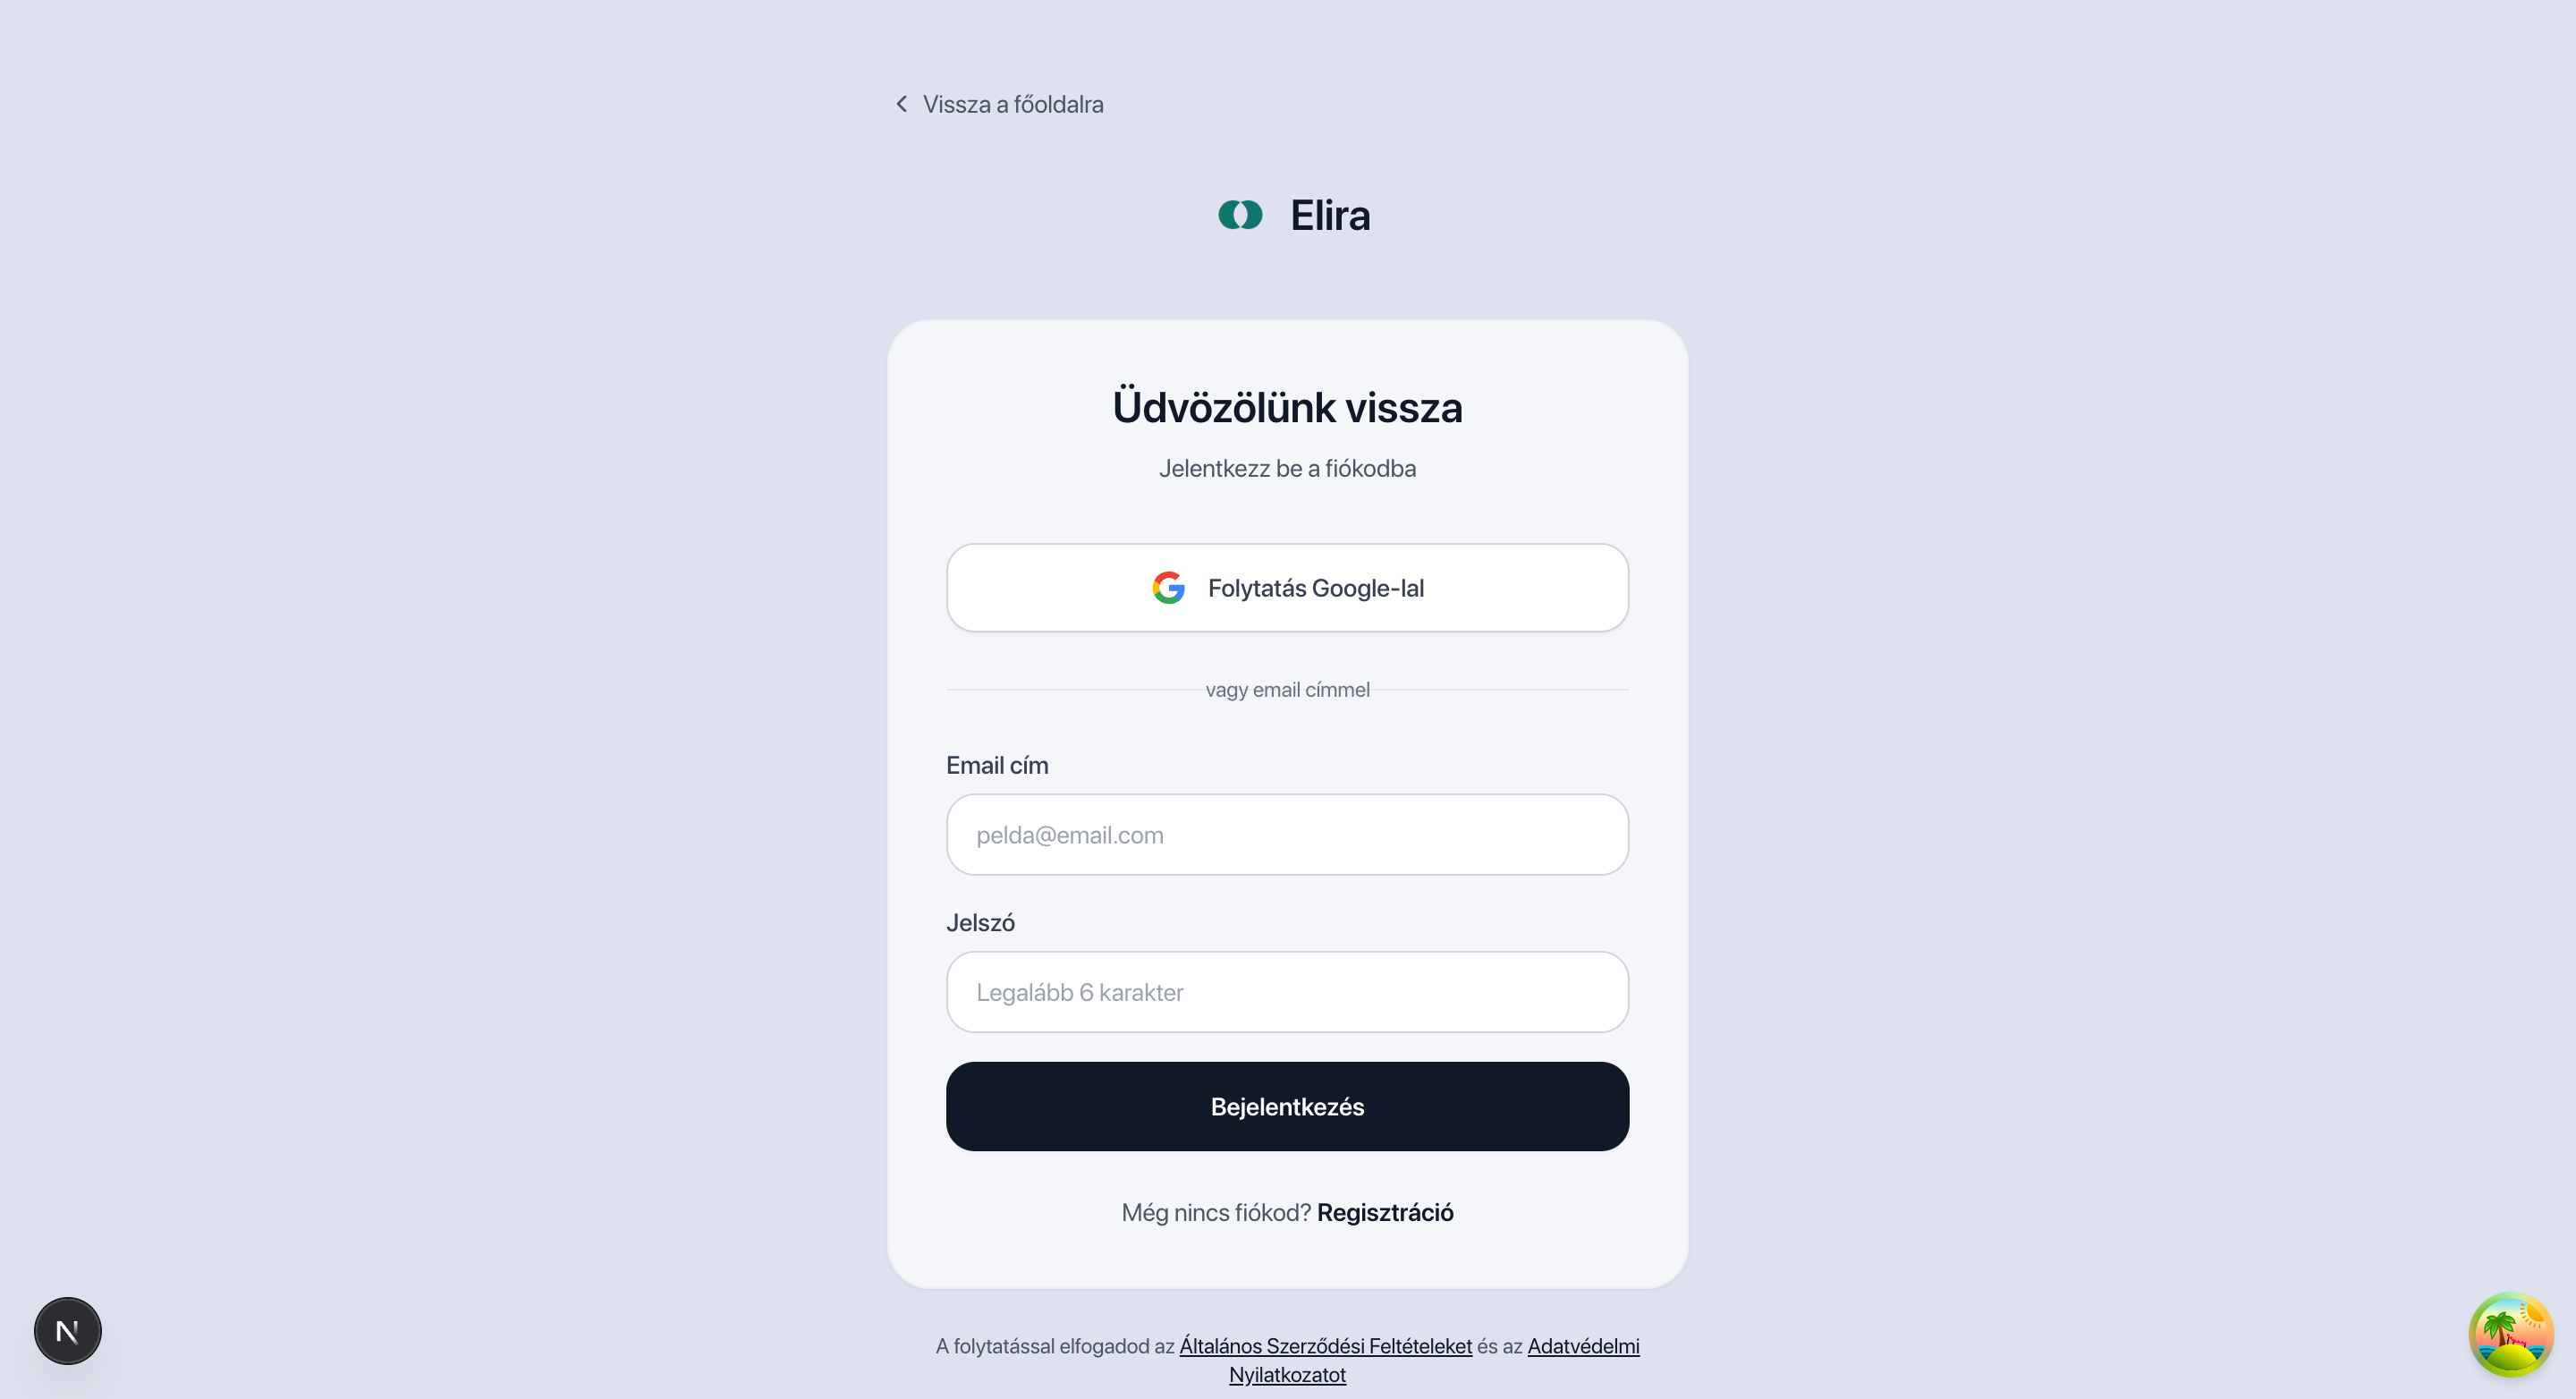 Vissza a főoldalra
Elira
Üdvözölünk vissza
Jelentkezz be a fiókodba
Folytatás Google-lal
vagy email címmel
Email cím
pelda@email.com
Jelszó
Legalább 6 karakter
Bejelentkezés
Még nincs fiókod? Regisztráció
N
A folytatással elfogadod az Általános Szerződési Feltételeket és az Adatvédelmi
Nyilatkozatot